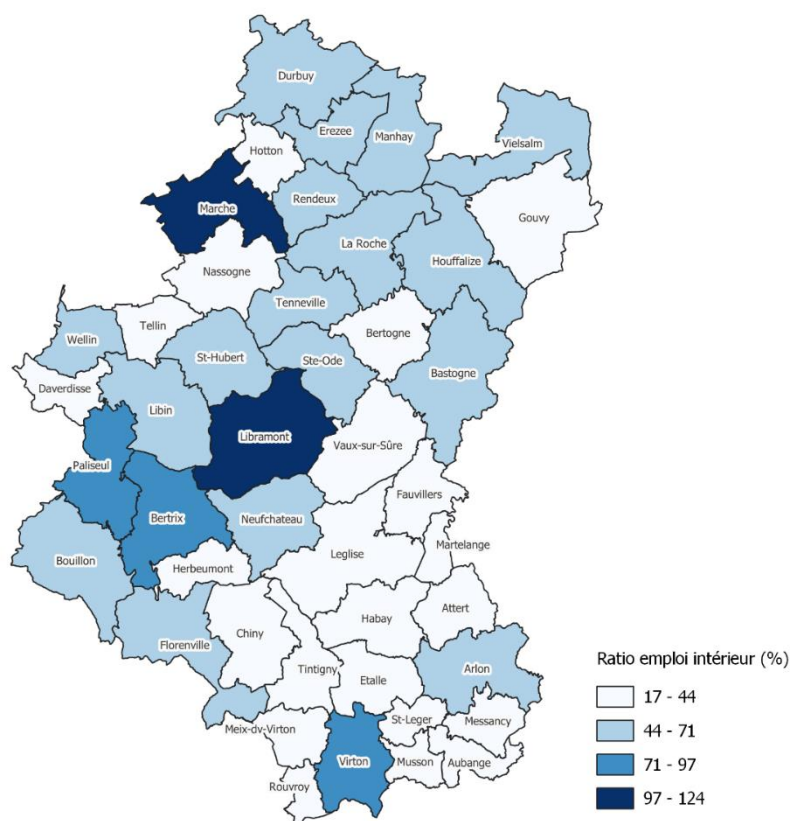 Durbuy
Erezee
Manhay
Vielsalm
Hotton
Rendeux
Marche
Gouvy
La Roche
Houffalize
Nassogne
Tenneville
Bertogne
Wellin
Tellin
St-Hubert
Ste-Ode
Bastogne
Daverdisse
Libin
Libramont
Vaux-sur-Sûre
Paliseul
Fauvillers
Bertrix
Neufchateau
Martelange
Leglise
Bouillon
Herbeumont
Attert
Habay
Chiny
Florenville
Arlon
Tintigny
Etalle
St-Leger
Messancy
Meix-dv-Virton
Virton
Musson
Aubange
Rouvroy
Ratio emploi intérieur (%)
17 - 44
44 - 71
71 - 97
97 - 124